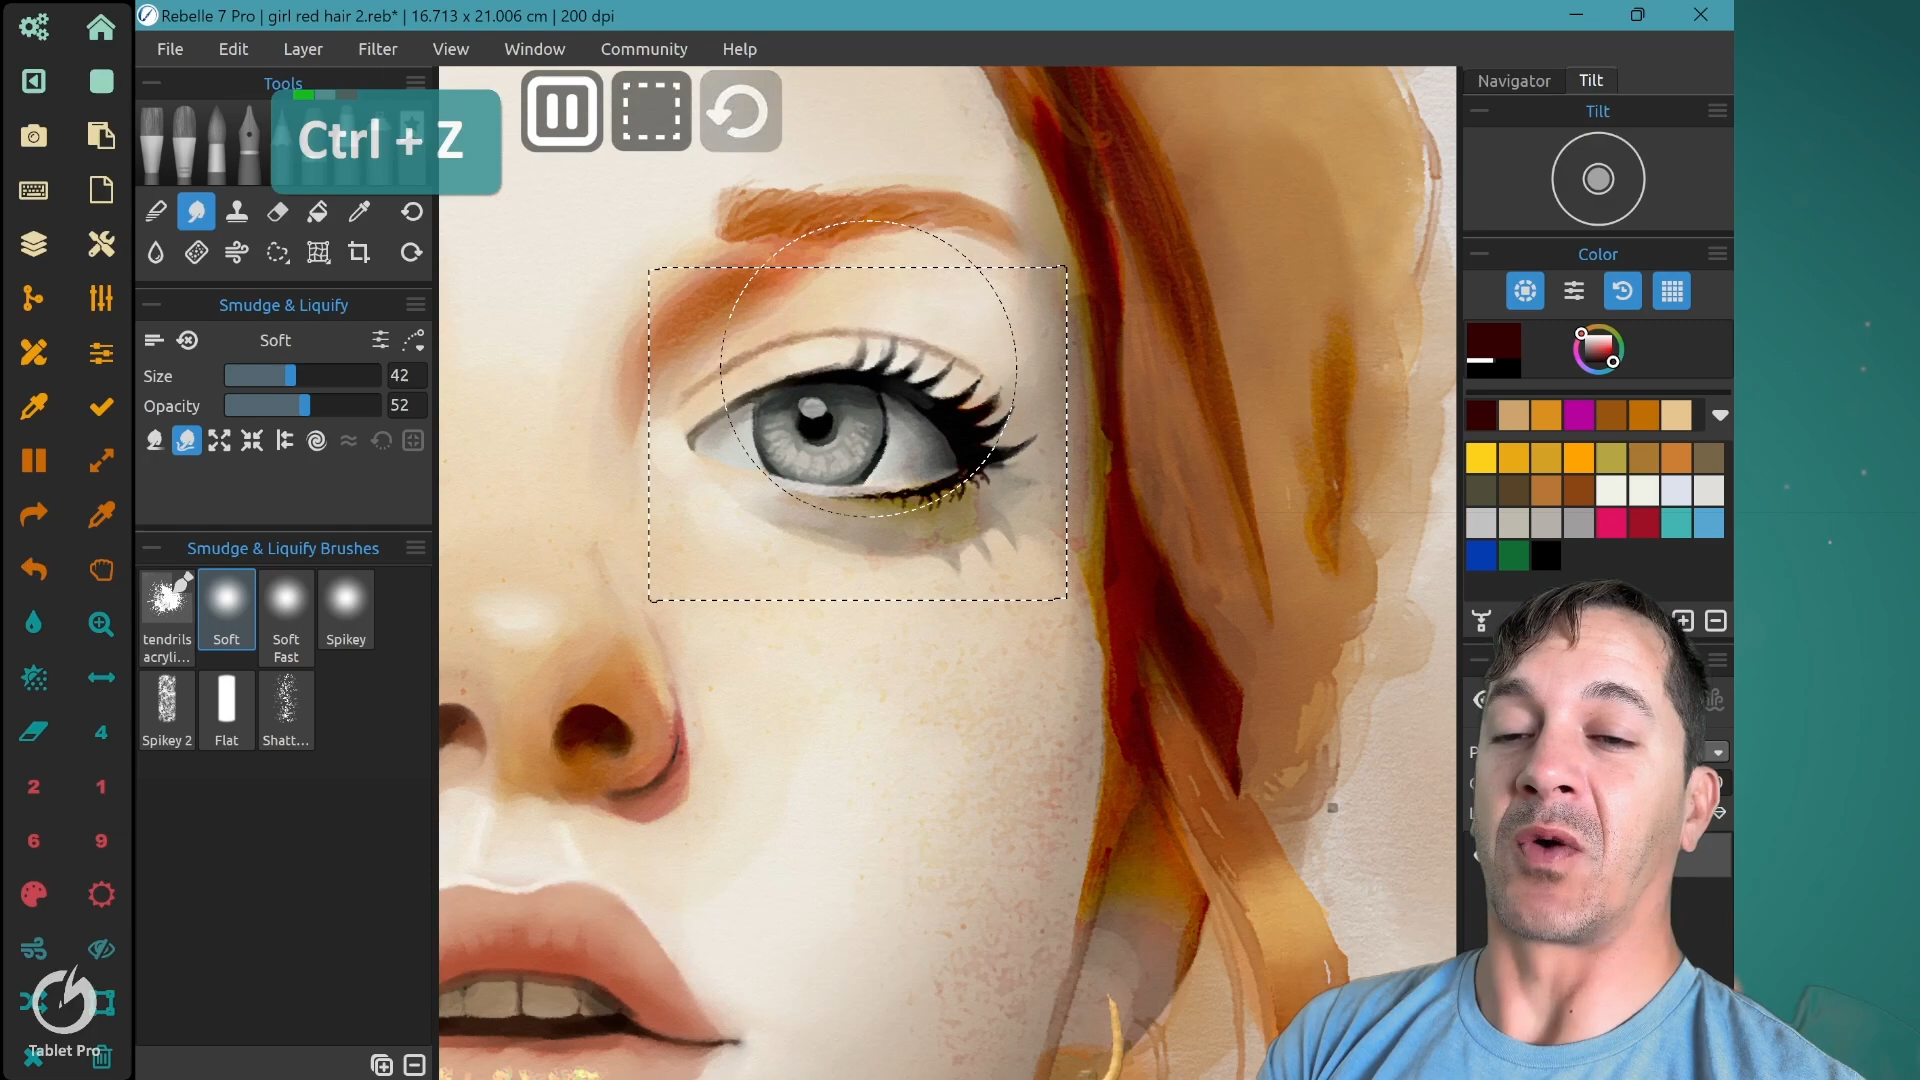 Rebelle 7 Pro | girl red hair 2.reb* | 16.713 x 21.006 cm | 200 dpi
File Edit Layer Filter View Window Community Help
Tools
Ctrl + Z
Navigator Tilt
Tilt
Color
Smudge & Liquify
Soft
Size 42
Opacity 52
Smudge & Liquify Brushes
tendrils acryli...
Soft
Soft Fast
Spikey
Spikey 2
Flat
Shatt...
4
2 1
6 9
Tablet Pro